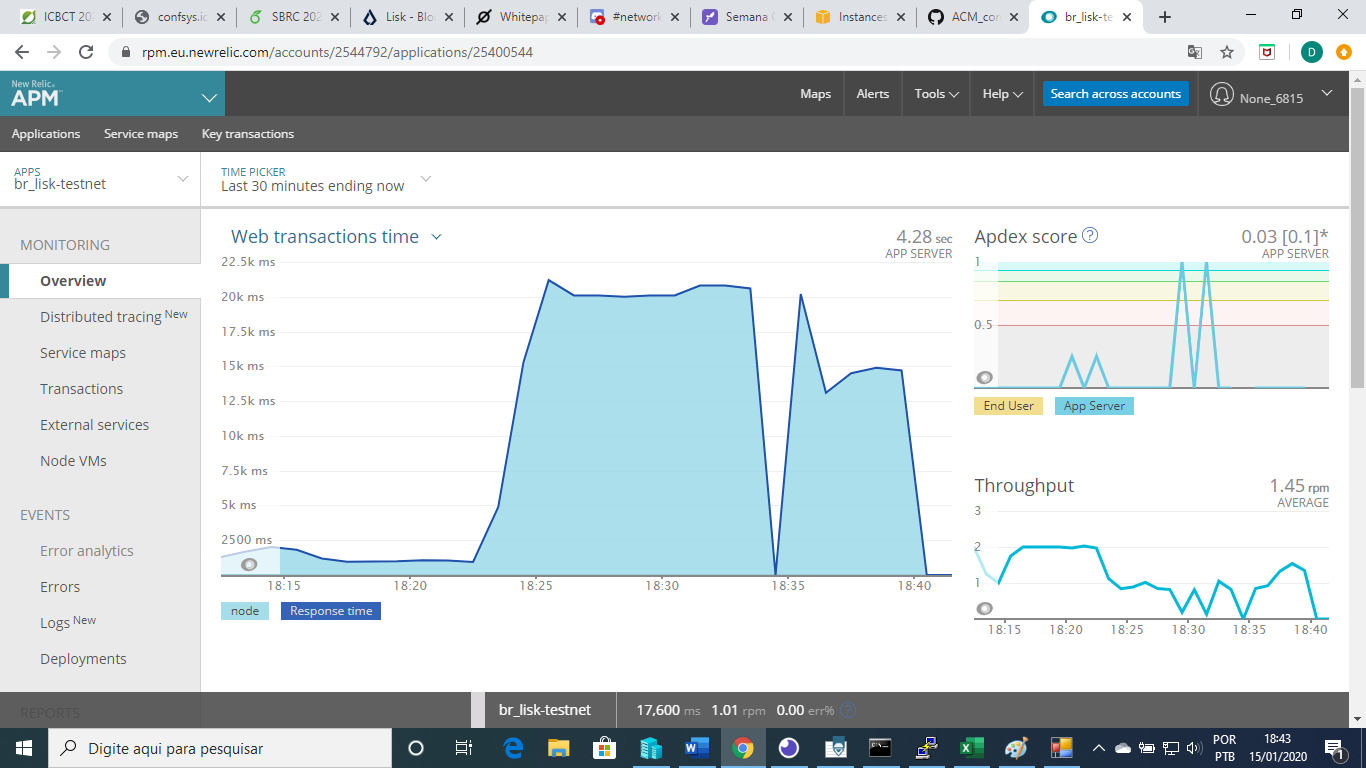 ICBCT 202
confsys.ic
SBRC 202
Lisk - Blo
Whitepap
#network
Semana
Instances
ACM_con
br_lisk-te
rpm.eu.newrelic.com/accounts/2544792/applications/25400544
D
New Relic
APM
Maps
Alerts
Tools
Help
Search across accounts
None_6815
Applications
Service maps
Key transactions
APPS
br_lisk-testnet
TIME PICKER
Last 30 minutes ending now
MONITORING
Overview
Distributed tracing New
Service maps
Transactions
External services
Node VMs
EVENTS
Error analytics
Errors
Logs New
Deployments
REPORTS
Web transactions time
4.28 sec
APP SERVER
22.5k ms
20k ms
17.5k ms
15k ms
12.5k ms
10k ms
7.5k ms
5k ms
2500 ms
18:15 18:20 18:25 18:30 18:35 18:40
node
Response time
Apdex score ?
0.03 [0.1]*
APP SERVER
1
0.5
End User
App Server
Throughput
1.45 rpm
AVERAGE
3
2
1
18:15 18:20 18:25 18:30 18:35 18:40
br_lisk-testnet
17,600 ms 1.01 rpm 0.00 err% ?
Digite aqui para pesquisar
POR
PTB
18:43
15/01/2020
1